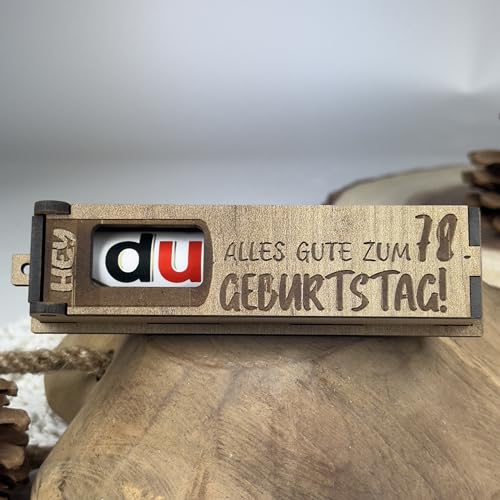 HEY
du
ALLES GUTE ZUM 78.
GEBURTSTAG!